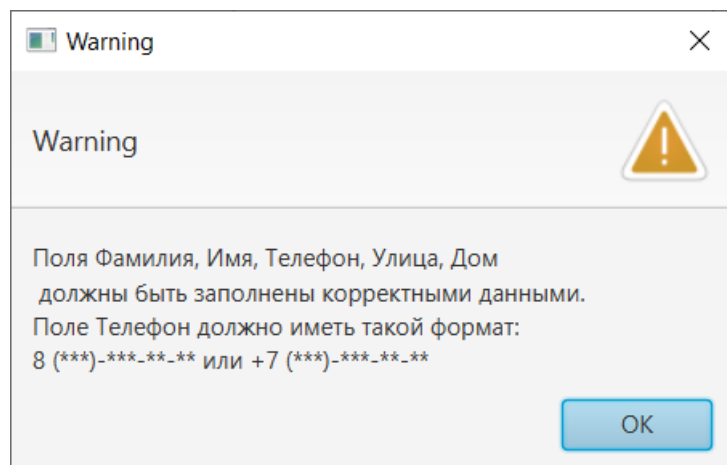 Warning
Warning
Поля Фамилия, Имя, Телефон, Улица, Дом
должны быть заполнены корректными данными.
Поле Телефон должно иметь такой формат:
8 (***)-***-**-** или +7 (***)-***-**-**
OK